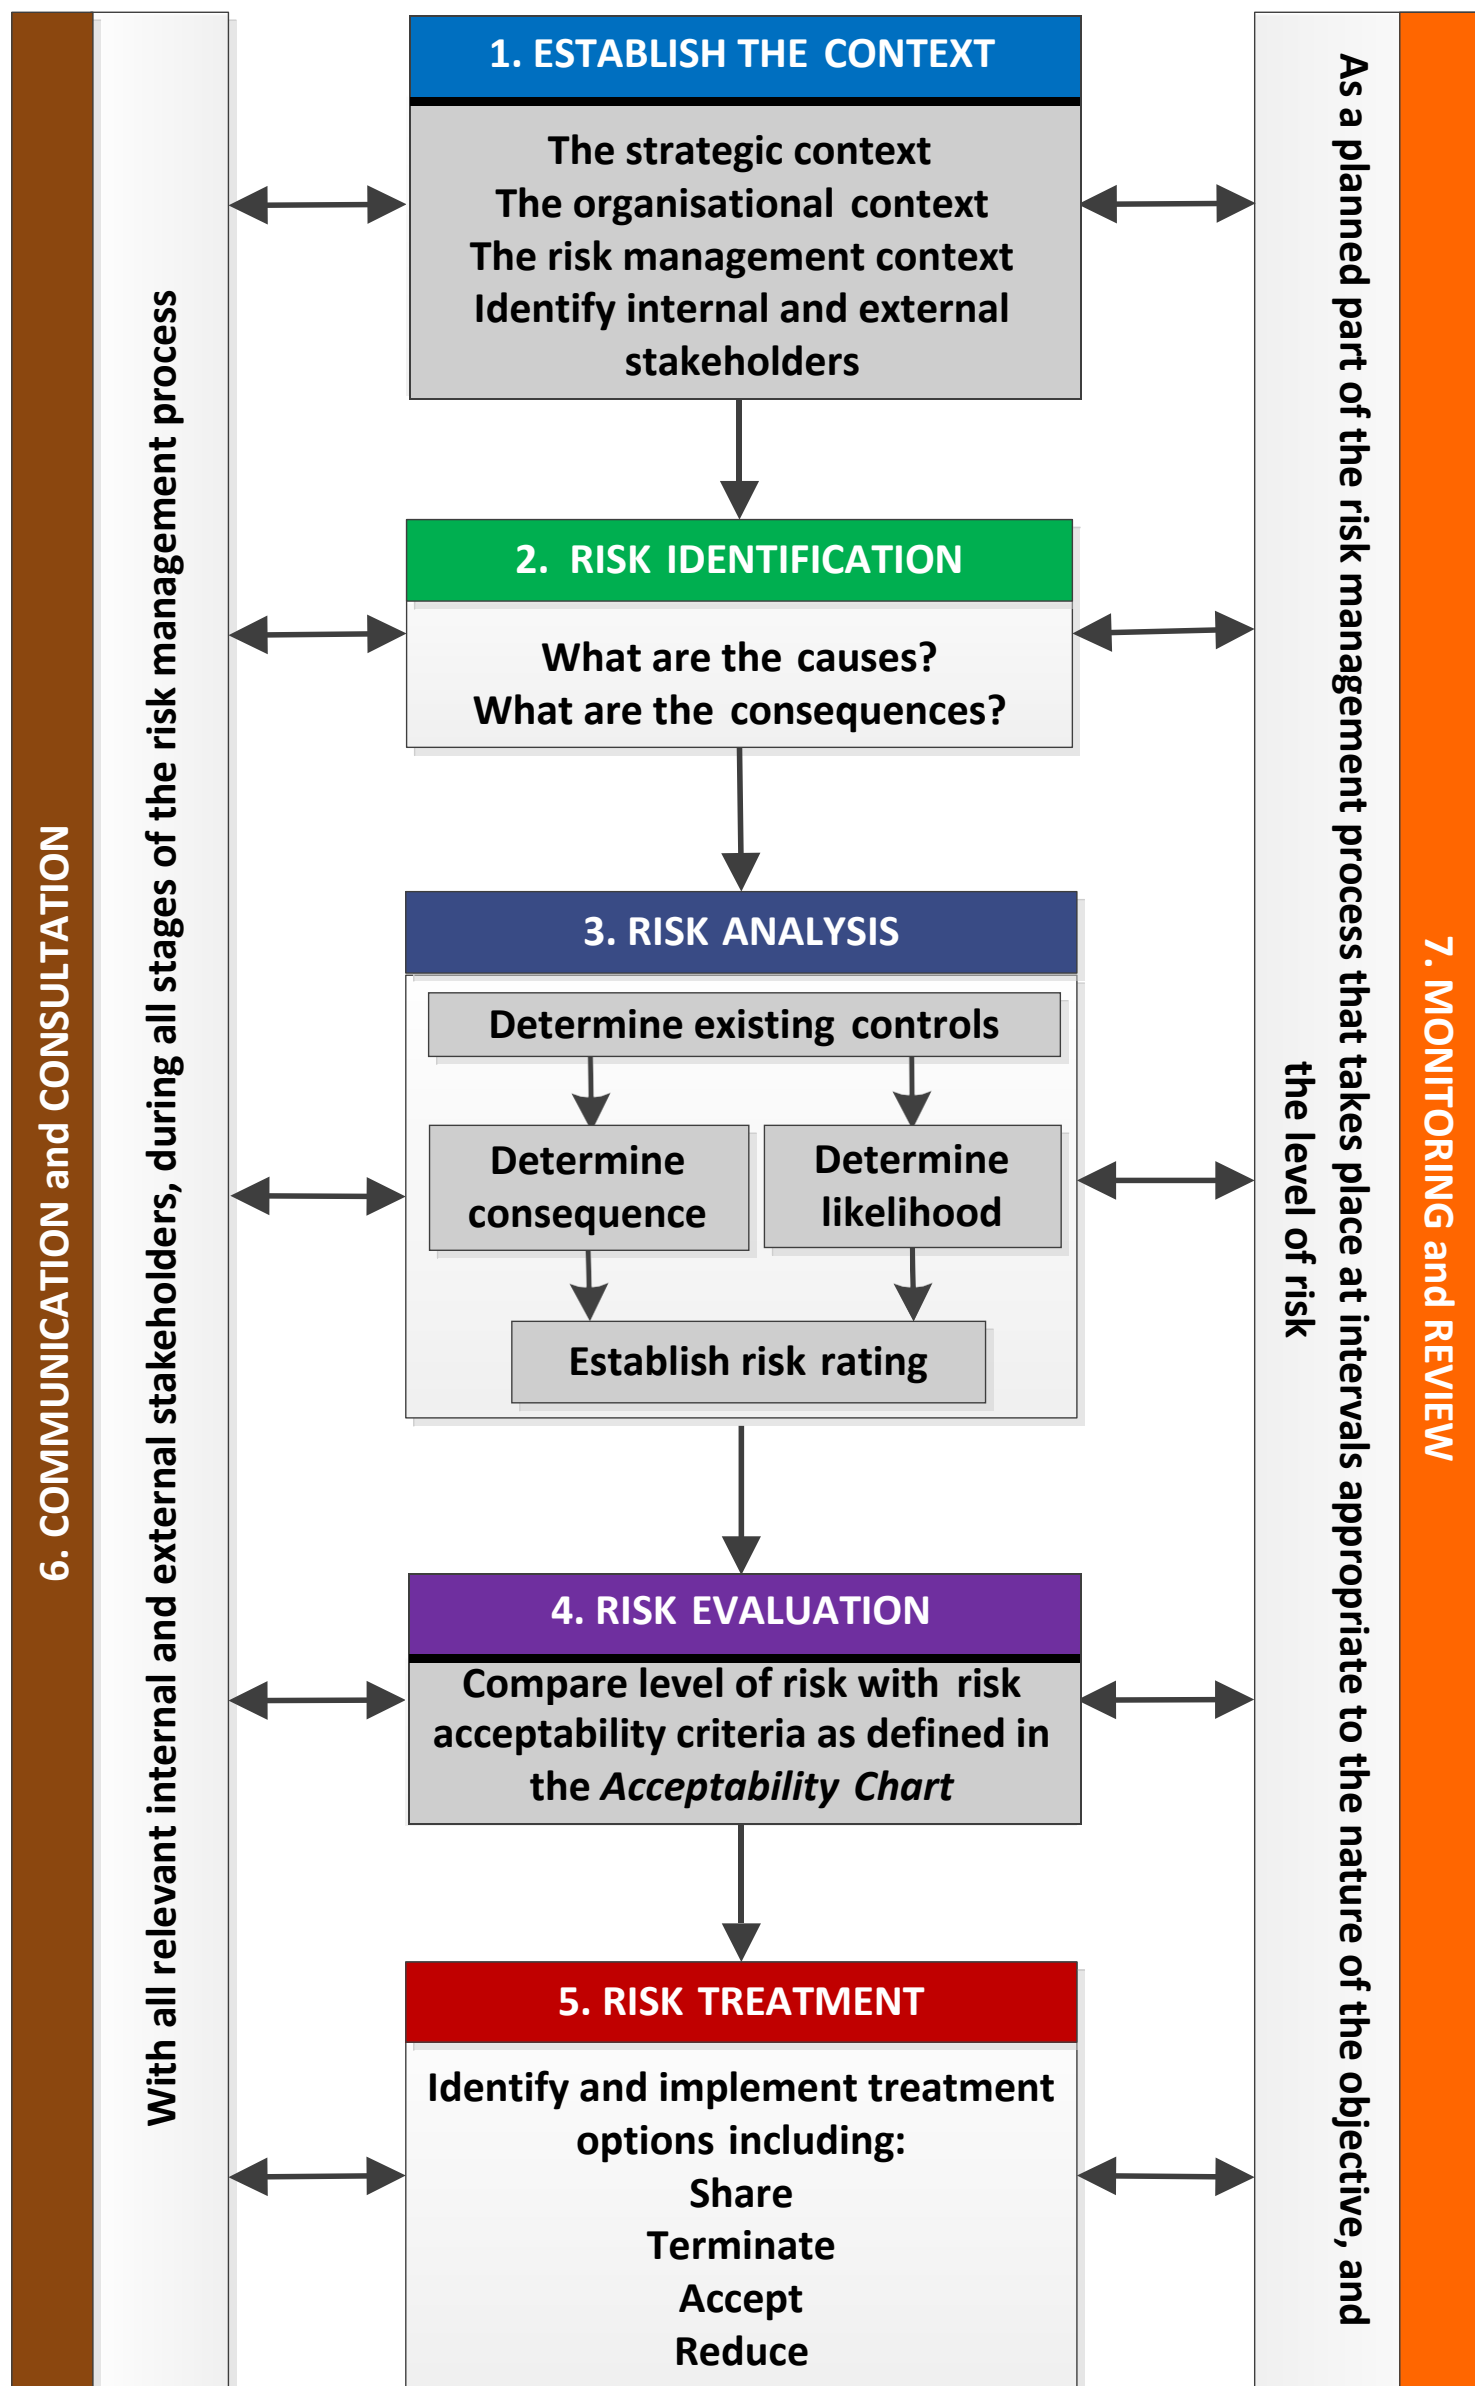 6. COMMUNICATION and CONSULTATION
With all relevant internal and external stakeholders, during all stages of the risk management process
1. ESTABLISH THE CONTEXT
The strategic context
The organisational context
The risk management context
Identify internal and external
stakeholders
2. RISK IDENTIFICATION
What are the causes?
What are the consequences?
3. RISK ANALYSIS
Determine existing controls
Determine
consequence
Determine
likelihood
Establish risk rating
4. RISK EVALUATION
Compare level of risk with risk
acceptability criteria as defined in
the Acceptability Chart
5. RISK TREATMENT
Identify and implement treatment
options including:
Share
Terminate
Accept
Reduce
As a planned part of the risk management process that takes place at intervals appropriate to the nature of the objective, and
the level of risk
7. MONITORING and REVIEW